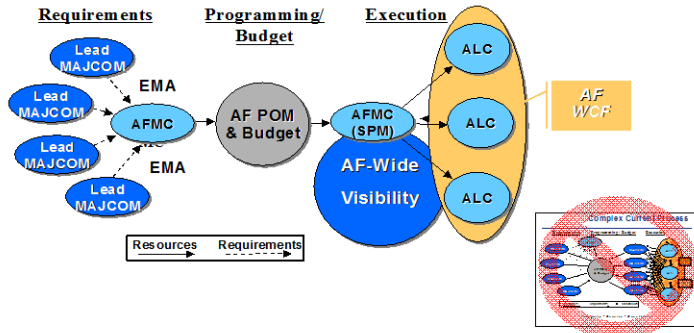 Requirements
Programming/
Budget
Execution
Lead
MAJCOM
EMA
Lead
MAJCOM
Lead
MAJCOM
Lead
MAJCOM
EMA
AFMC
AF POM
& Budget
AFMC
(SPM)
AF-Wide
Visibility
ALC
ALC
ALC
AF
WCF
Resources
Requirements
Complex Current Process